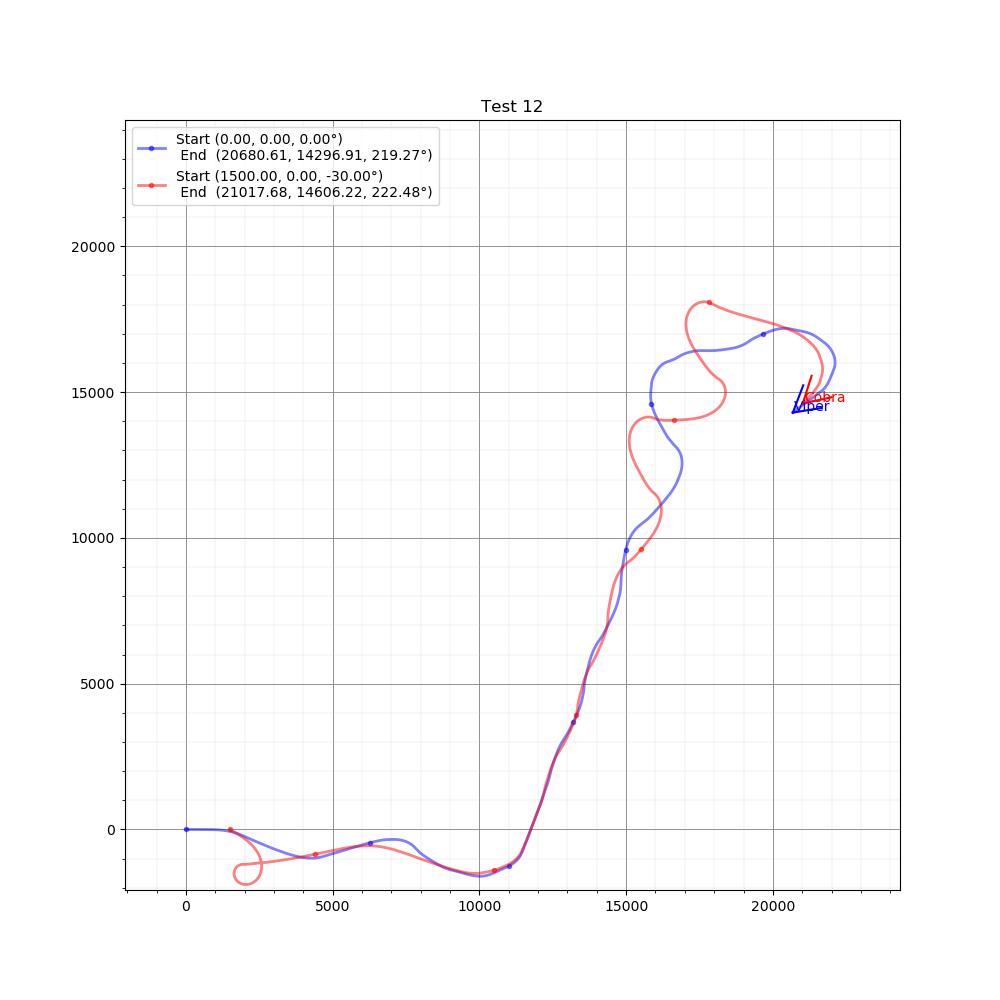 Test 12
Start (0.00, 0.00, 0.00°)
End (20680.61, 14296.91, 219.27°)
Start (1500.00, 0.00, -30.00°)
End (21017.68, 14606.22, 222.48°)
20000
15000
10000
5000
0
Cobra
Viper
0
5000
10000
15000
20000